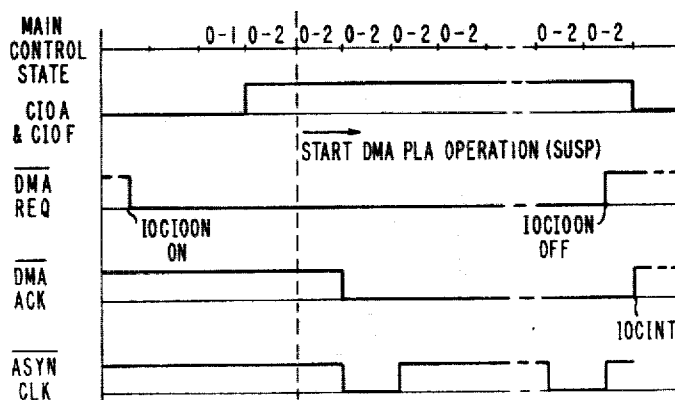 MAIN CONTROL STATE
0-1 0-2 0-2 0-2 0-2 0-2 0-2 0-2
CIOA & CIOF
START DMA PLA OPERATION (SUSP)
DMA REQ
IOCIOON ON
IOCIOON OFF
DMA ACK
IOCINT
ASYN CLK